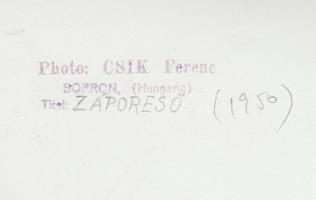 Photo: CSIK Ferenc
SOPRON, (Hungaria)
Titel: ZÁPORESŐ (1950)